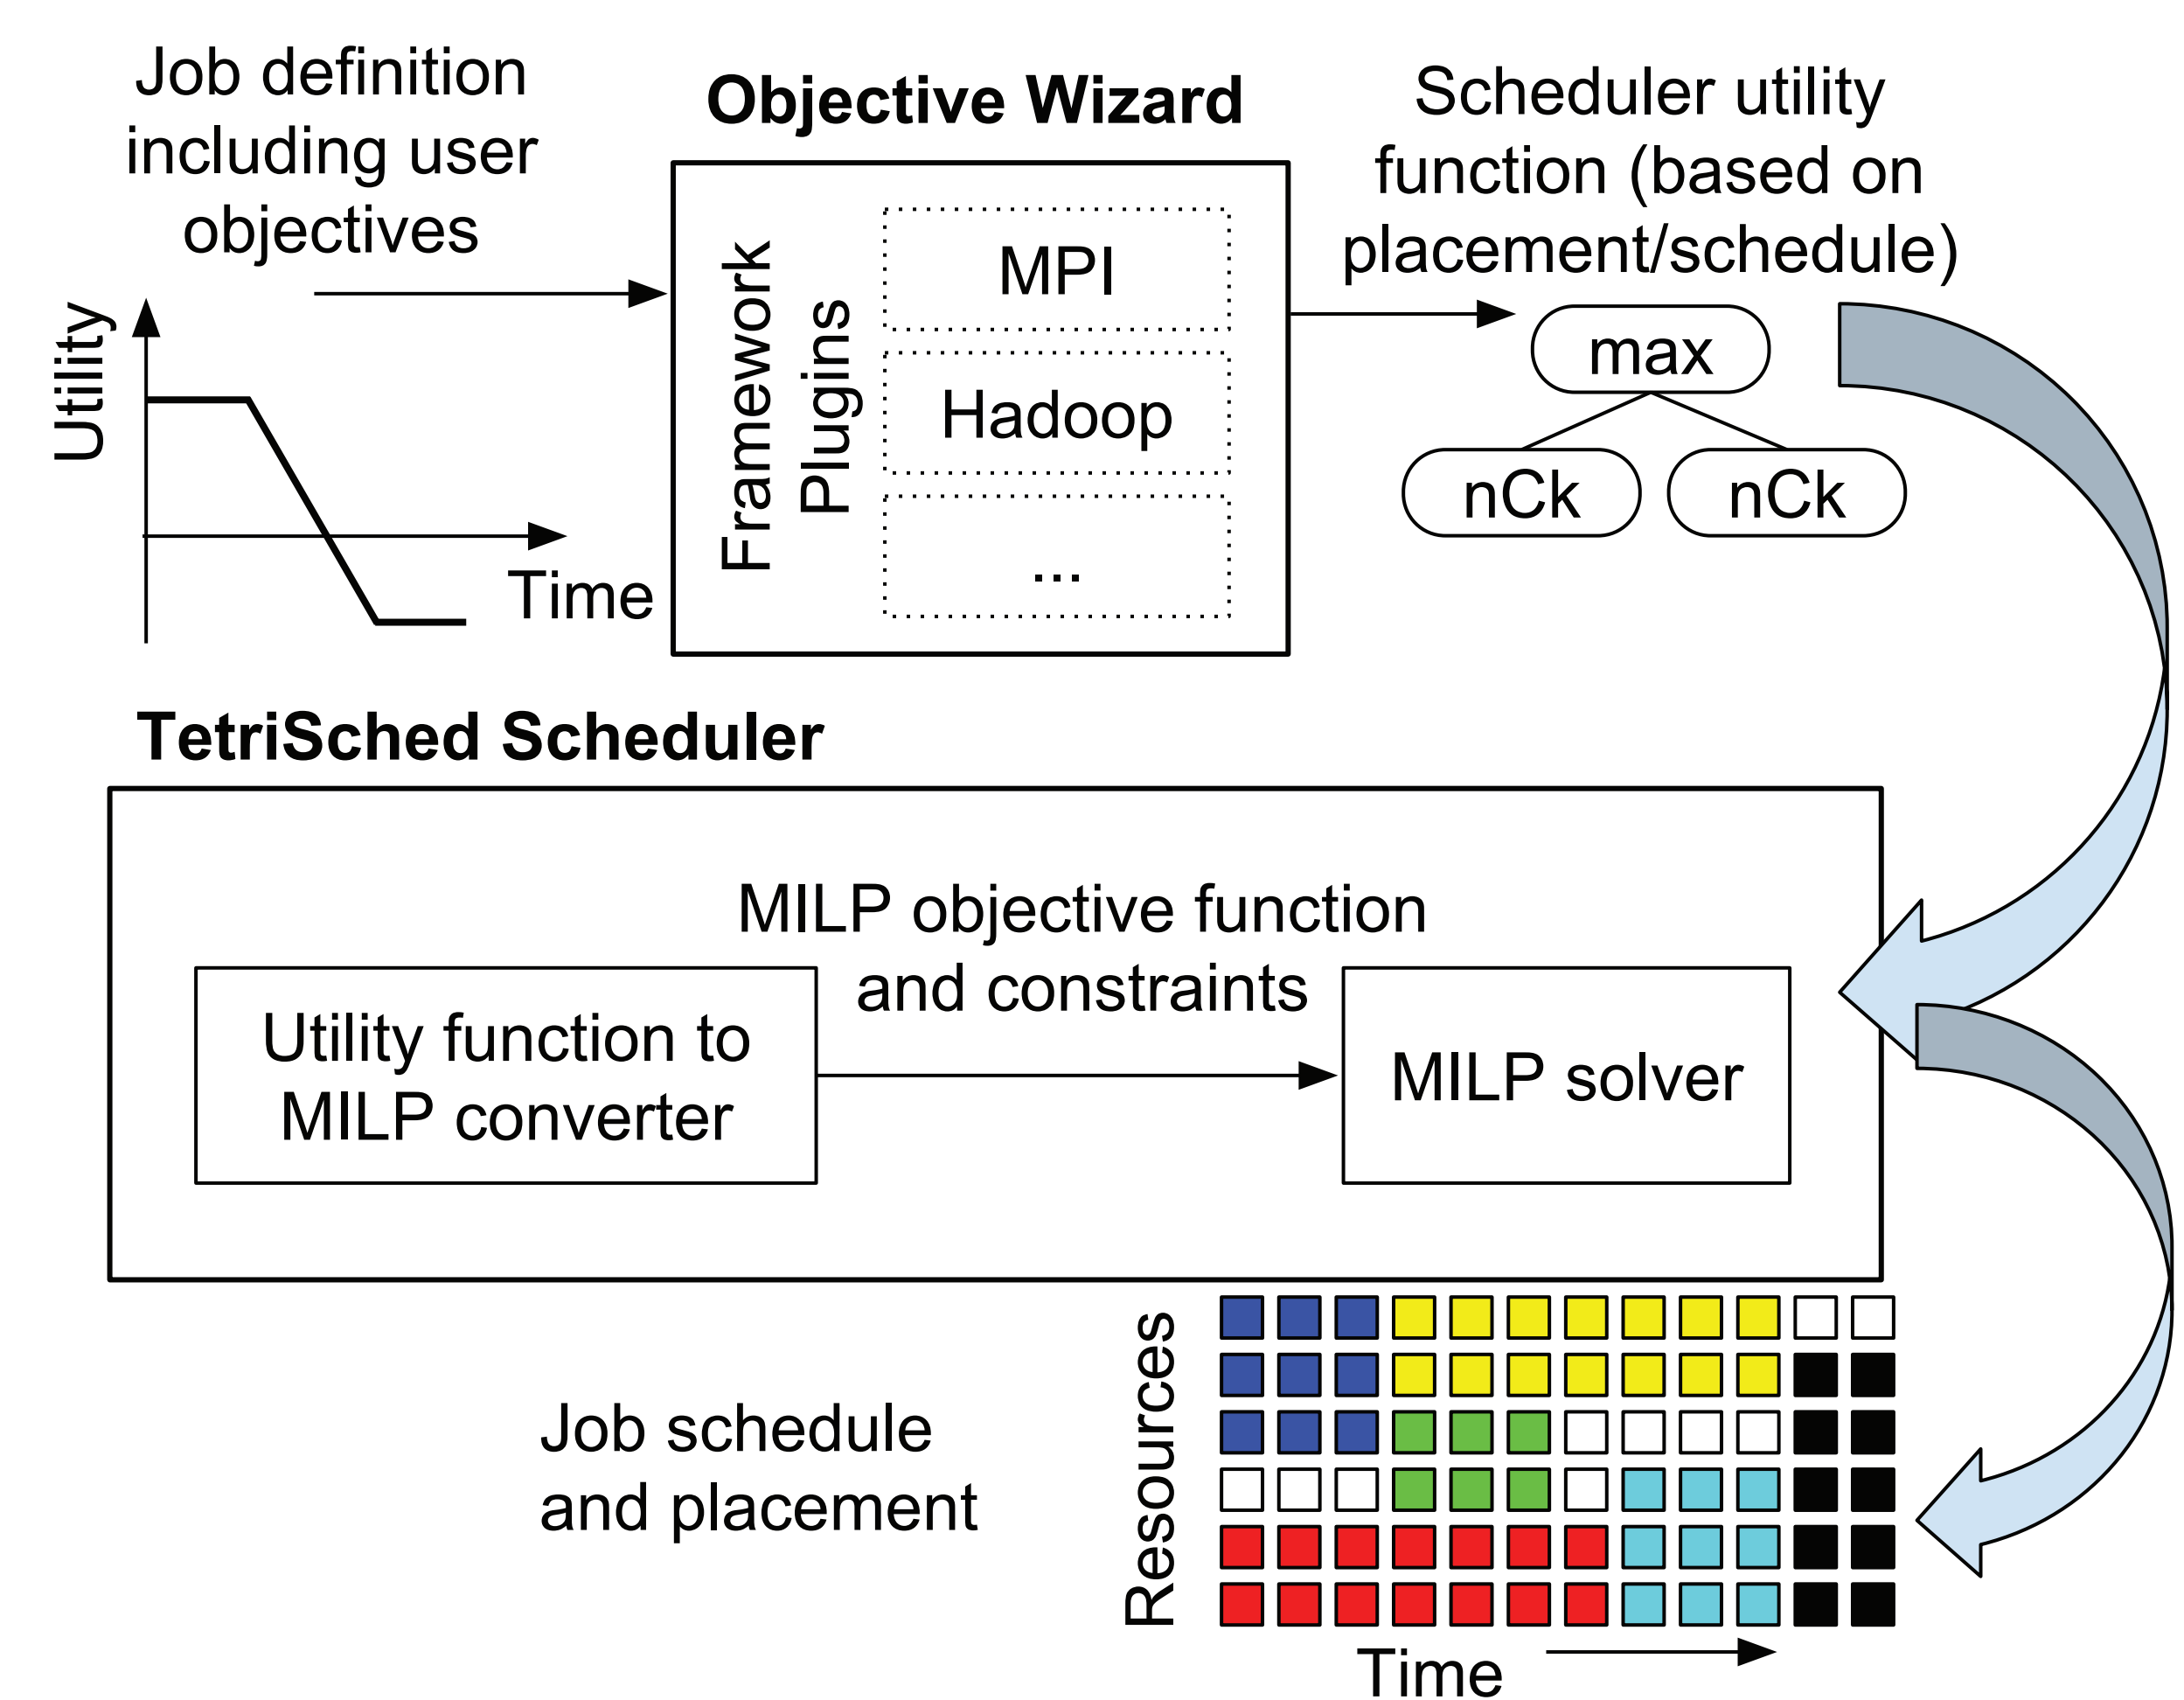 Job definition
including user
objectives
Objective Wizard
Scheduler utility
function (based on
placement/schedule)
Utility
Time
Framework
Plugins
MPI
Hadoop
...
max
nCk
nCk
TetriSched Scheduler
MILP objective function
and constraints
Utility function to
MILP converter
MILP solver
Job schedule
and placement
Resources
Time